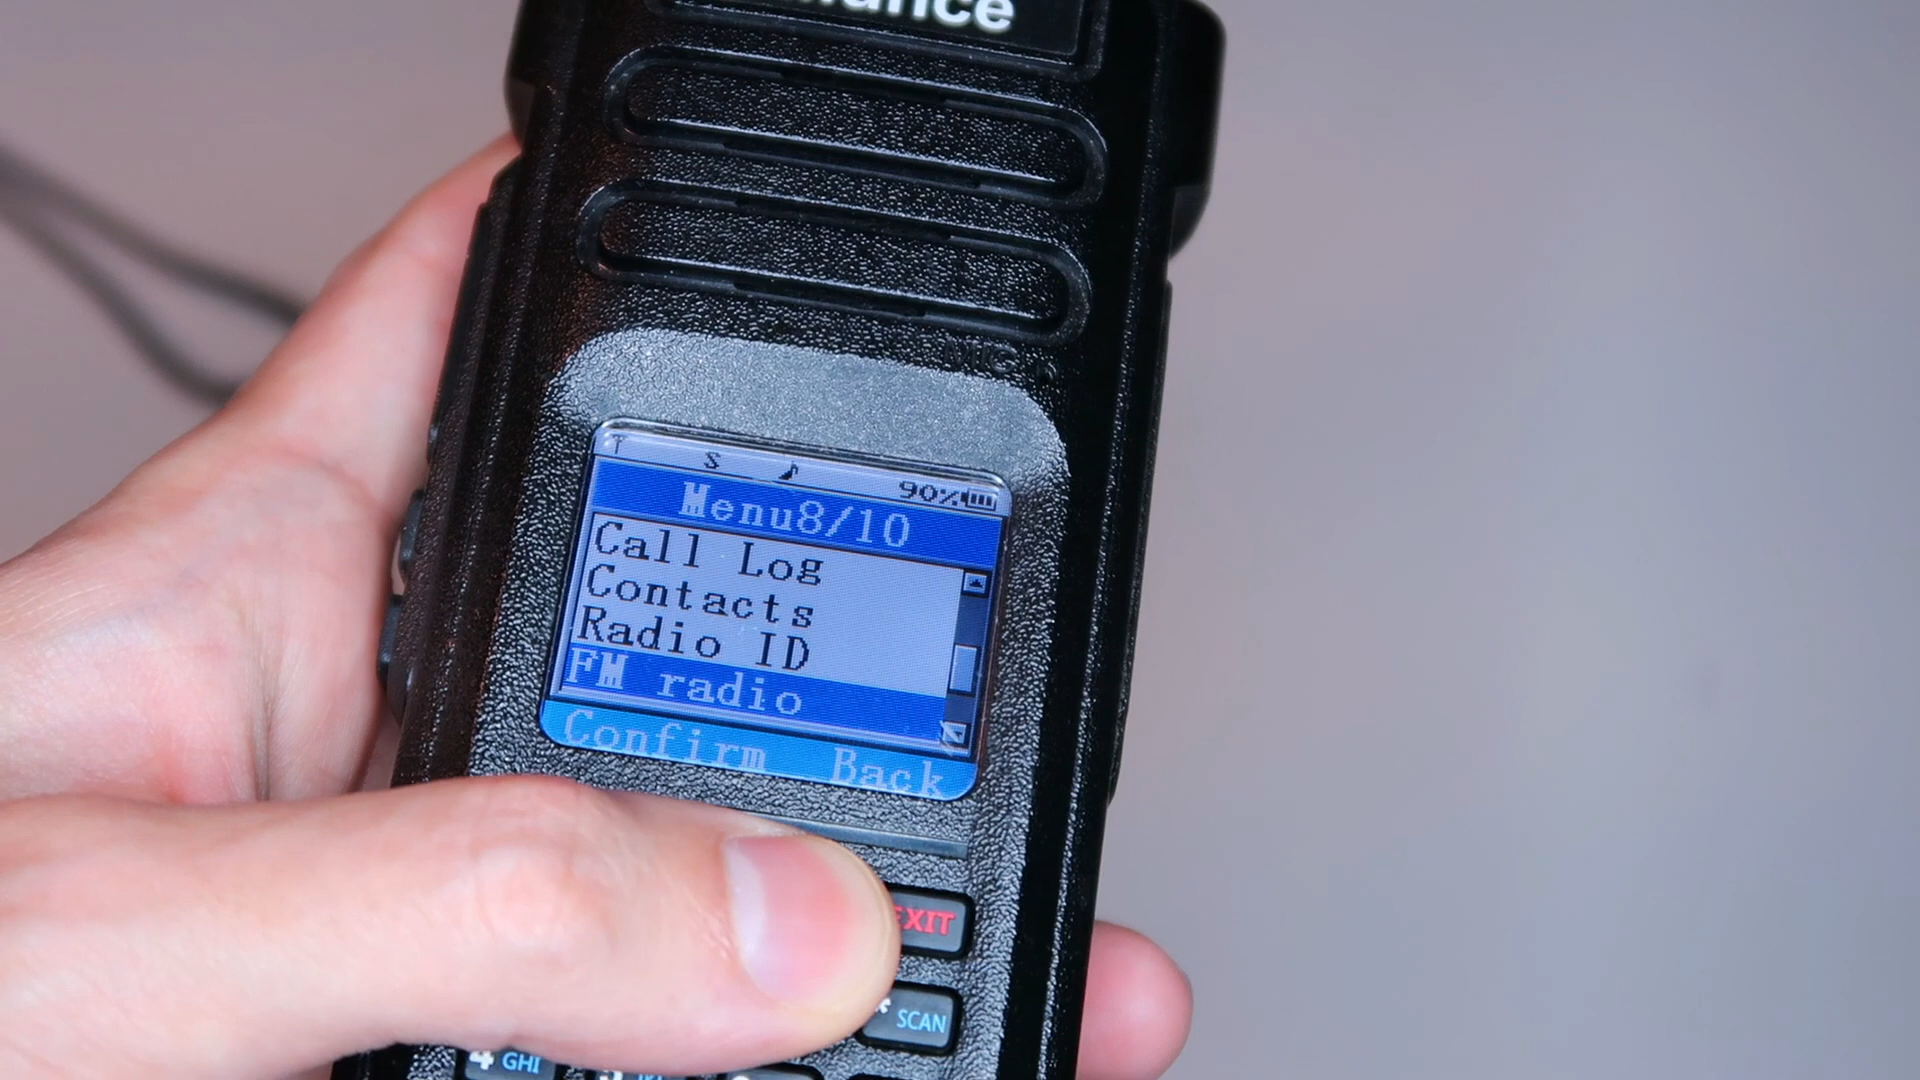 MIC
S
90%
Menu8/10
Call Log
Contacts
Radio ID
FM radio
Confirm Back
EXIT
* SCAN
4 GHI